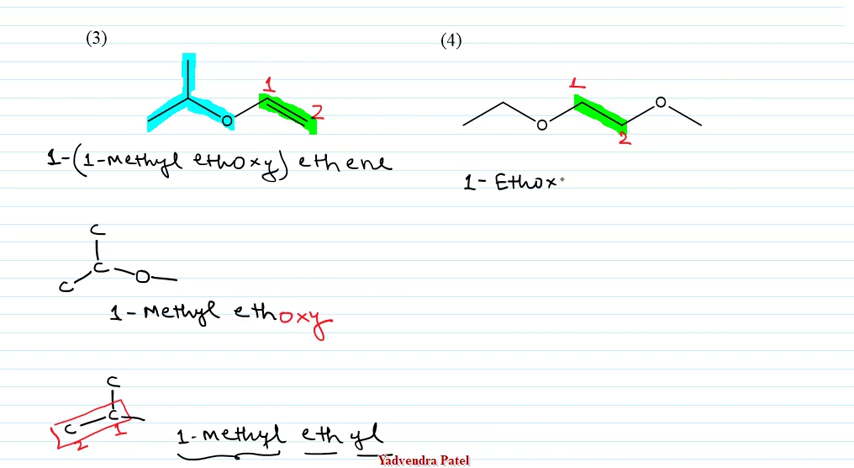 (3)
(4)
1
2
O
1-(1-methyl ethoxy) ethene
1
2
O
O
1- Ethox
C
C
C
O
1- Methyl ethoxy
C
C
C
1
2
1-methyl ethyl
Yadvendra Patel